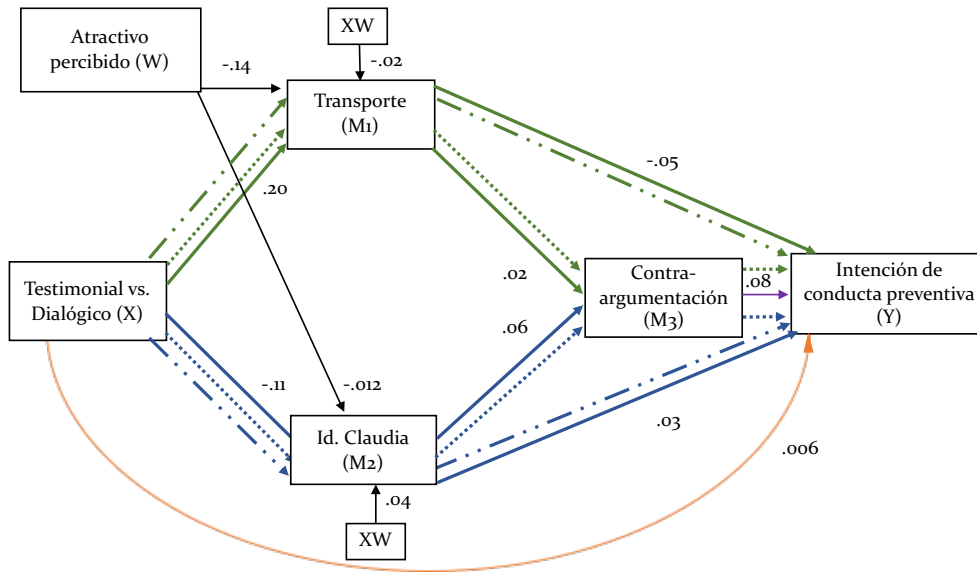 XW
Atractivo
percibido (W)
-.14
-.02
Transporte
(M1)
-.05
.20
Testimonial vs.
Dialógico (X)
.02
Contra-
argumentación
(M3)
.08
Intención de
conducta preventiva
(Y)
.06
-.11
-.012
Id. Claudia
(M2)
.03
.006
.04
XW